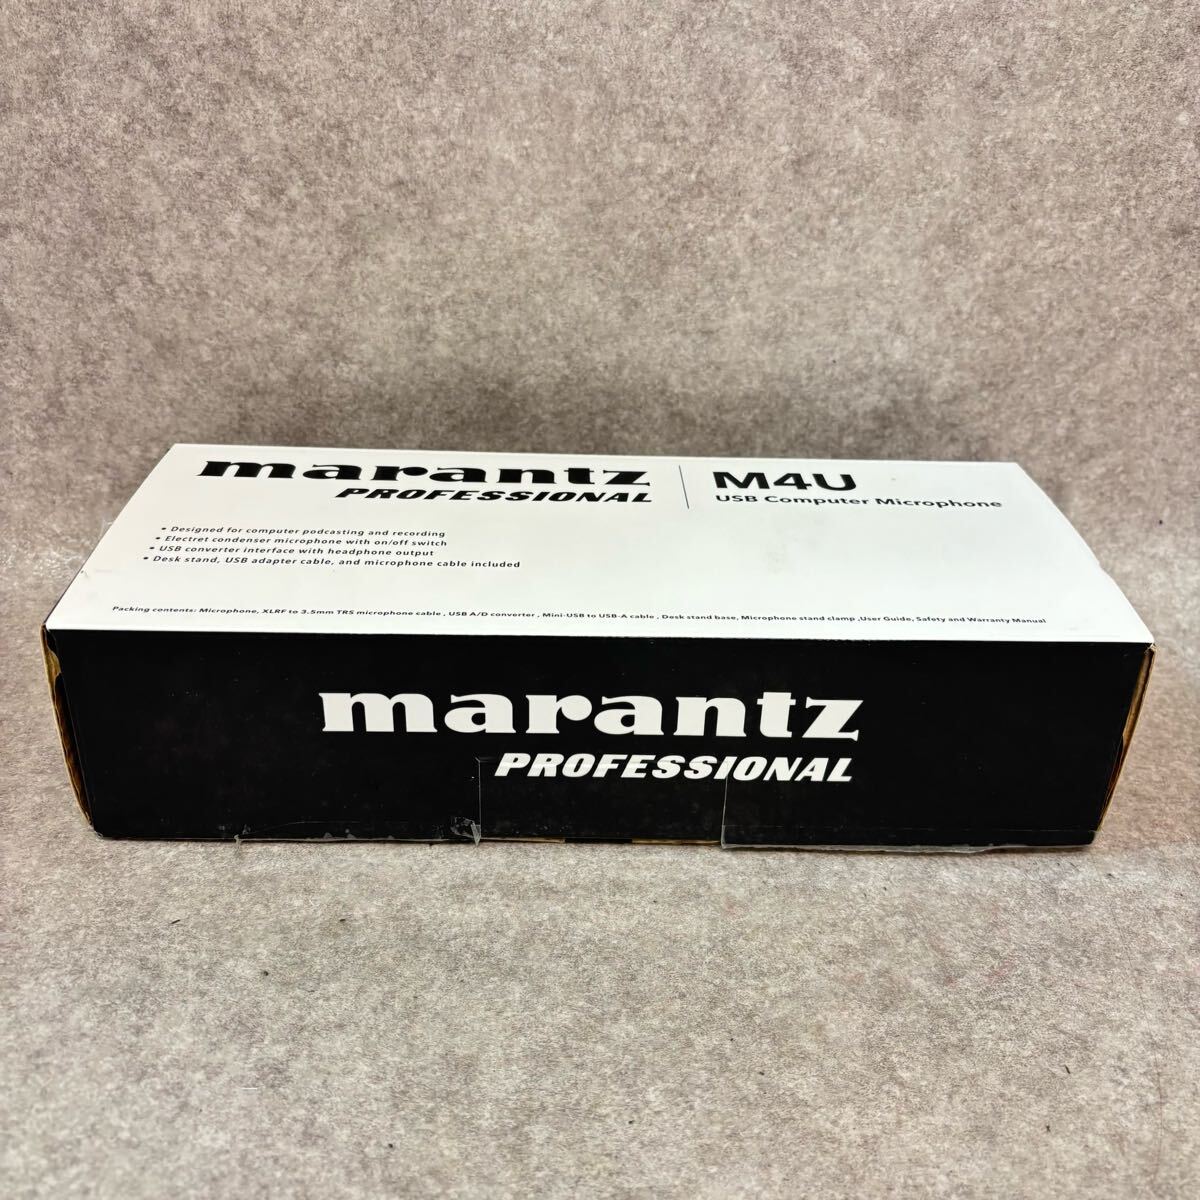 marantz
PROFESSIONAL
M4U
USB Computer Microphone
• Designed for computer podcasting and recording
• Electret condenser microphone with on/off switch
• USB converter interface with headphone output
• Desk stand, USB adapter cable, and microphone cable included
Packing contents: Microphone, XLRF to 3.5mm TRS microphone cable , USB A/D converter , Mini-USB to USB-A cable , Desk stand base, Microphone stand clamp ,User Guide, Safety and Warranty Manual
marantz
PROFESSIONAL